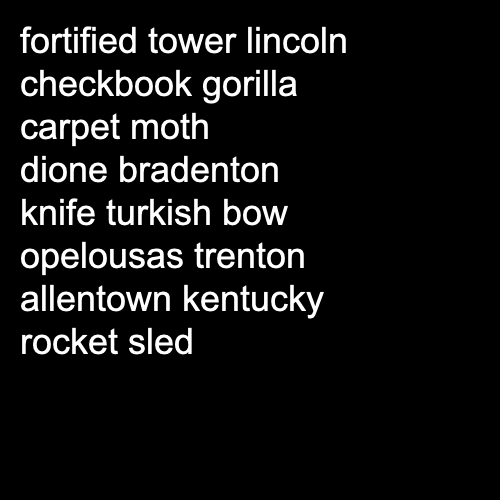 fortified tower lincoln
checkbook gorilla
carpet moth
dione bradenton
knife turkish bow
opelousas trenton
allentown kentucky
rocket sled